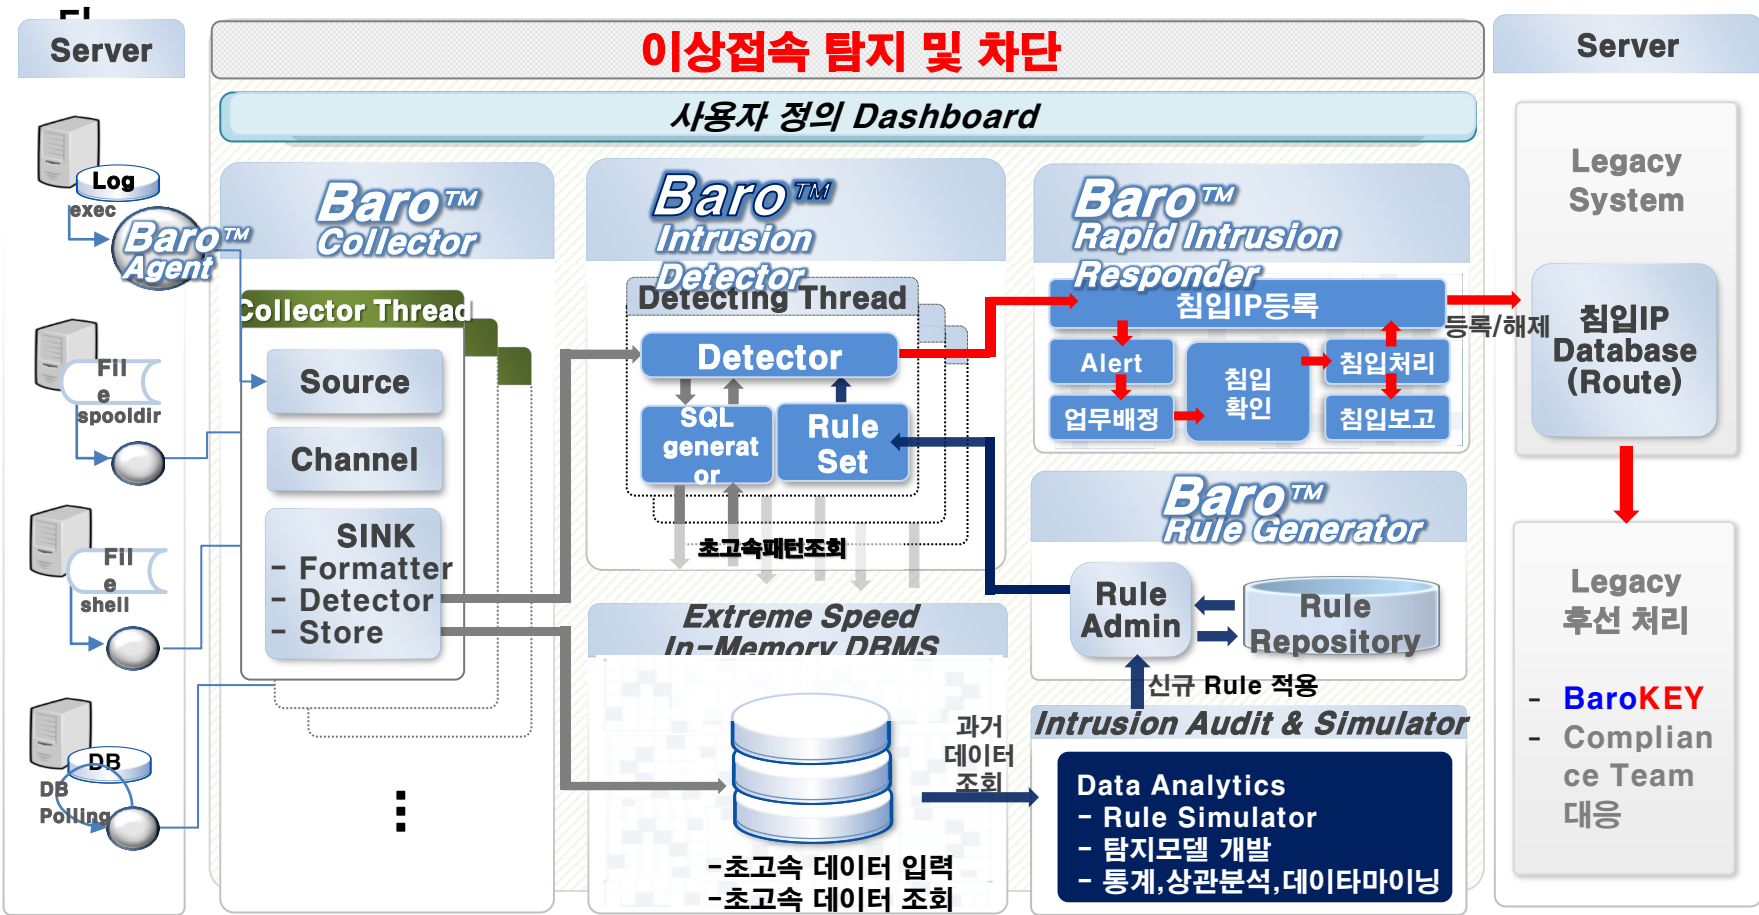 Server
이상접속 탐지 및 차단
Server
사용자 정의 Dashboard
Log
exec
Baro™
Agent
Fil
e
spooldir
Fil
e
shell
DB
DB
Polling
Baro™
Collector
Collector Thread
Source
Channel
SINK
- Formatter
- Detector
- Store
Baro™
Intrusion
Detector
Detecting Thread
Detector
SQL
generat
or
Rule
Set
초고속패턴조회
Extreme Speed
In-Memory DBMS
-초고속 데이터 입력
-초고속 데이터 조회
과거
데이터
조회
Baro™
Rapid Intrusion
Responder
침입IP등록
Alert
업무배정
침입
확인
침입처리
침입보고
등록/해제
Baro™
Rule Generator
Rule
Admin
Rule
Repository
신규 Rule 적용
Intrusion Audit & Simulator
Data Analytics
- Rule Simulator
- 탐지모델 개발
- 통계,상관분석,데이타마이닝
Legacy
System
침입IP
Database
(Route)
Legacy
후선 처리
- BaroKEY
- Complian
ce Team
대응